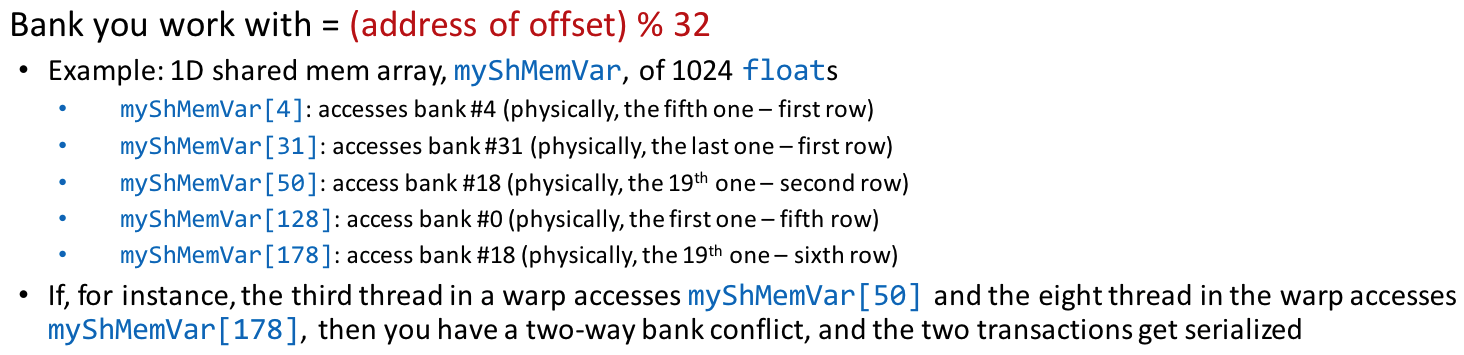 Bank you work with = (address of offset) % 32
• Example: 1D shared mem array, myShMemVar, of 1024 floats
• myShMemVar[4]: accesses bank #4 (physically, the fifth one – first row)
• myShMemVar[31]: accesses bank #31 (physically, the last one – first row)
• myShMemVar[50]: access bank #18 (physically, the 19th one – second row)
• myShMemVar[128]: access bank #0 (physically, the first one – fifth row)
• myShMemVar[178]: access bank #18 (physically, the 19th one – sixth row)
• If, for instance, the third thread in a warp accesses myShMemVar[50] and the eight thread in the warp accesses
myShMemVar[178], then you have a two-way bank conflict, and the two transactions get serialized